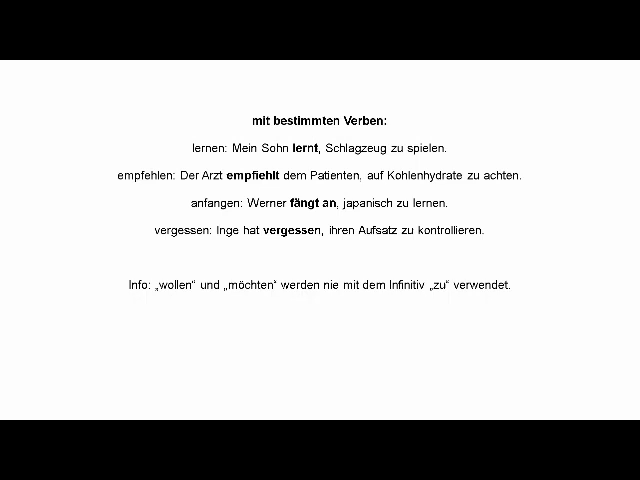 mit bestimmten Verben:
lernen: Mein Sohn lernt, Schlagzeug zu spielen.
empfehlen: Der Arzt empfiehlt dem Patienten, auf Kohlenhydrate zu achten.
anfangen: Werner fängt an, japanisch zu lernen.
vergessen: Inge hat vergessen, ihren Aufsatz zu kontrollieren.
Info: „wollen“ und „möchten“ werden nie mit dem Infinitiv „zu“ verwendet.